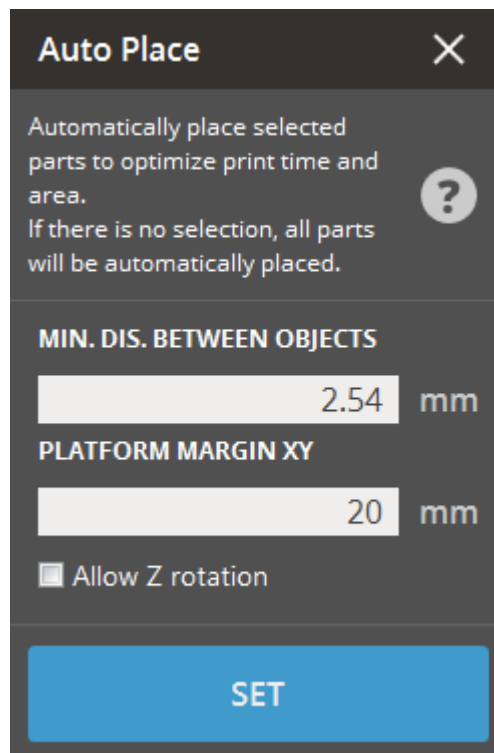 Auto Place
Automatically place selected
parts to optimize print time and
area.
If there is no selection, all parts
will be automatically placed.
?
MIN. DIS. BETWEEN OBJECTS
2.54 mm
PLATFORM MARGIN XY
20 mm
Allow Z rotation
SET